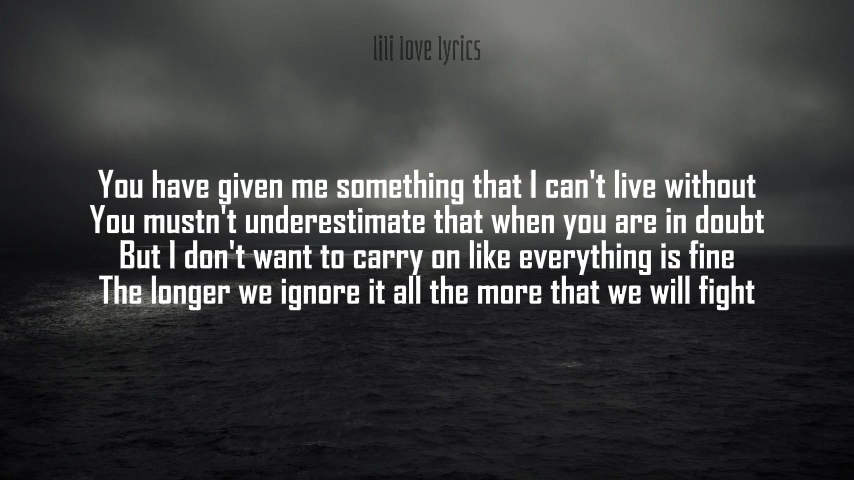 lili love lyrics
You have given me something that I can't live without
You mustn't underestimate that when you are in doubt
But I don't want to carry on like everything is fine
The longer we ignore it all the more that we will fight